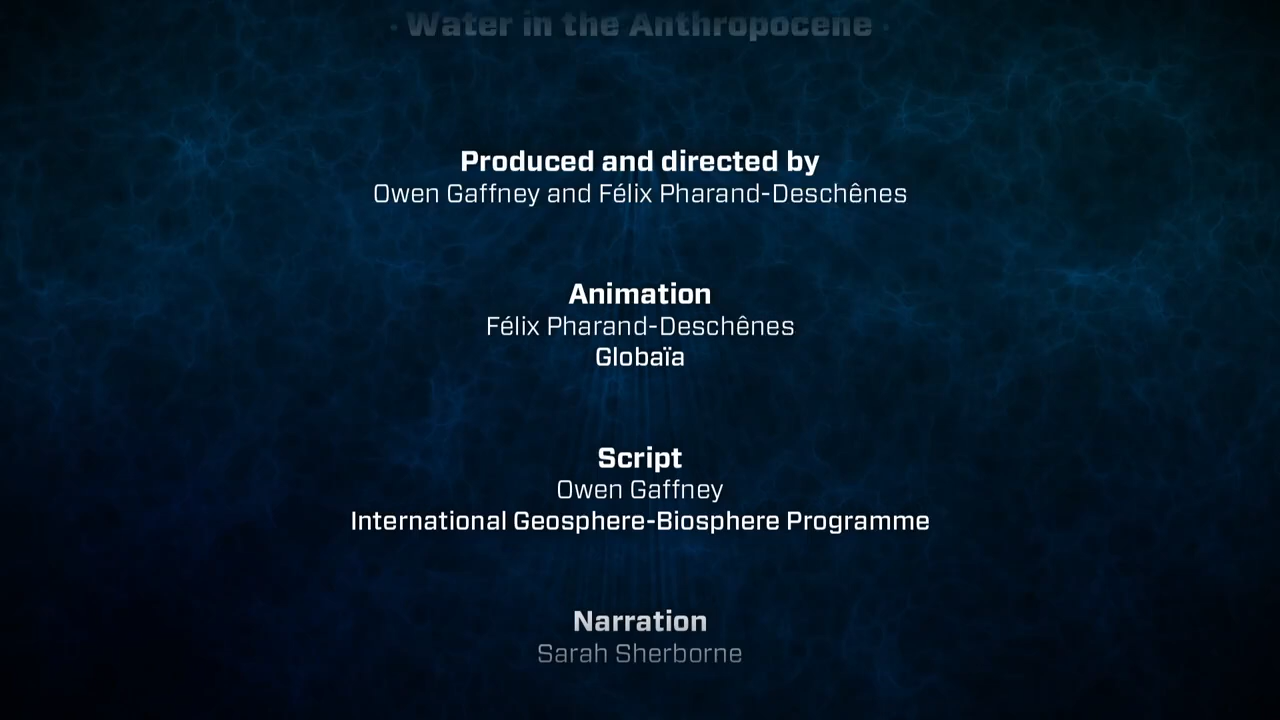 · Water in the Anthropocene ·
Produced and directed by
Owen Gaffney and Félix Pharand-Deschênes
Animation
Félix Pharand-Deschênes
Globaïa
Script
Owen Gaffney
International Geosphere-Biosphere Programme
Narration
Sarah Sherborne